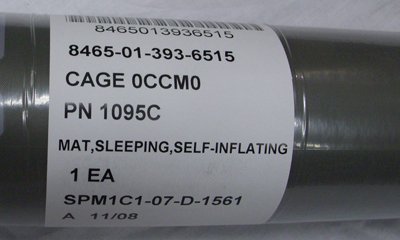 8465013936515
8465-01-393-6515
CAGE 0CCM0
PN 1095C
MAT,SLEEPING,SELF-INFLATING
1 EA
SPM1C1-07-D-1561
A 11/08